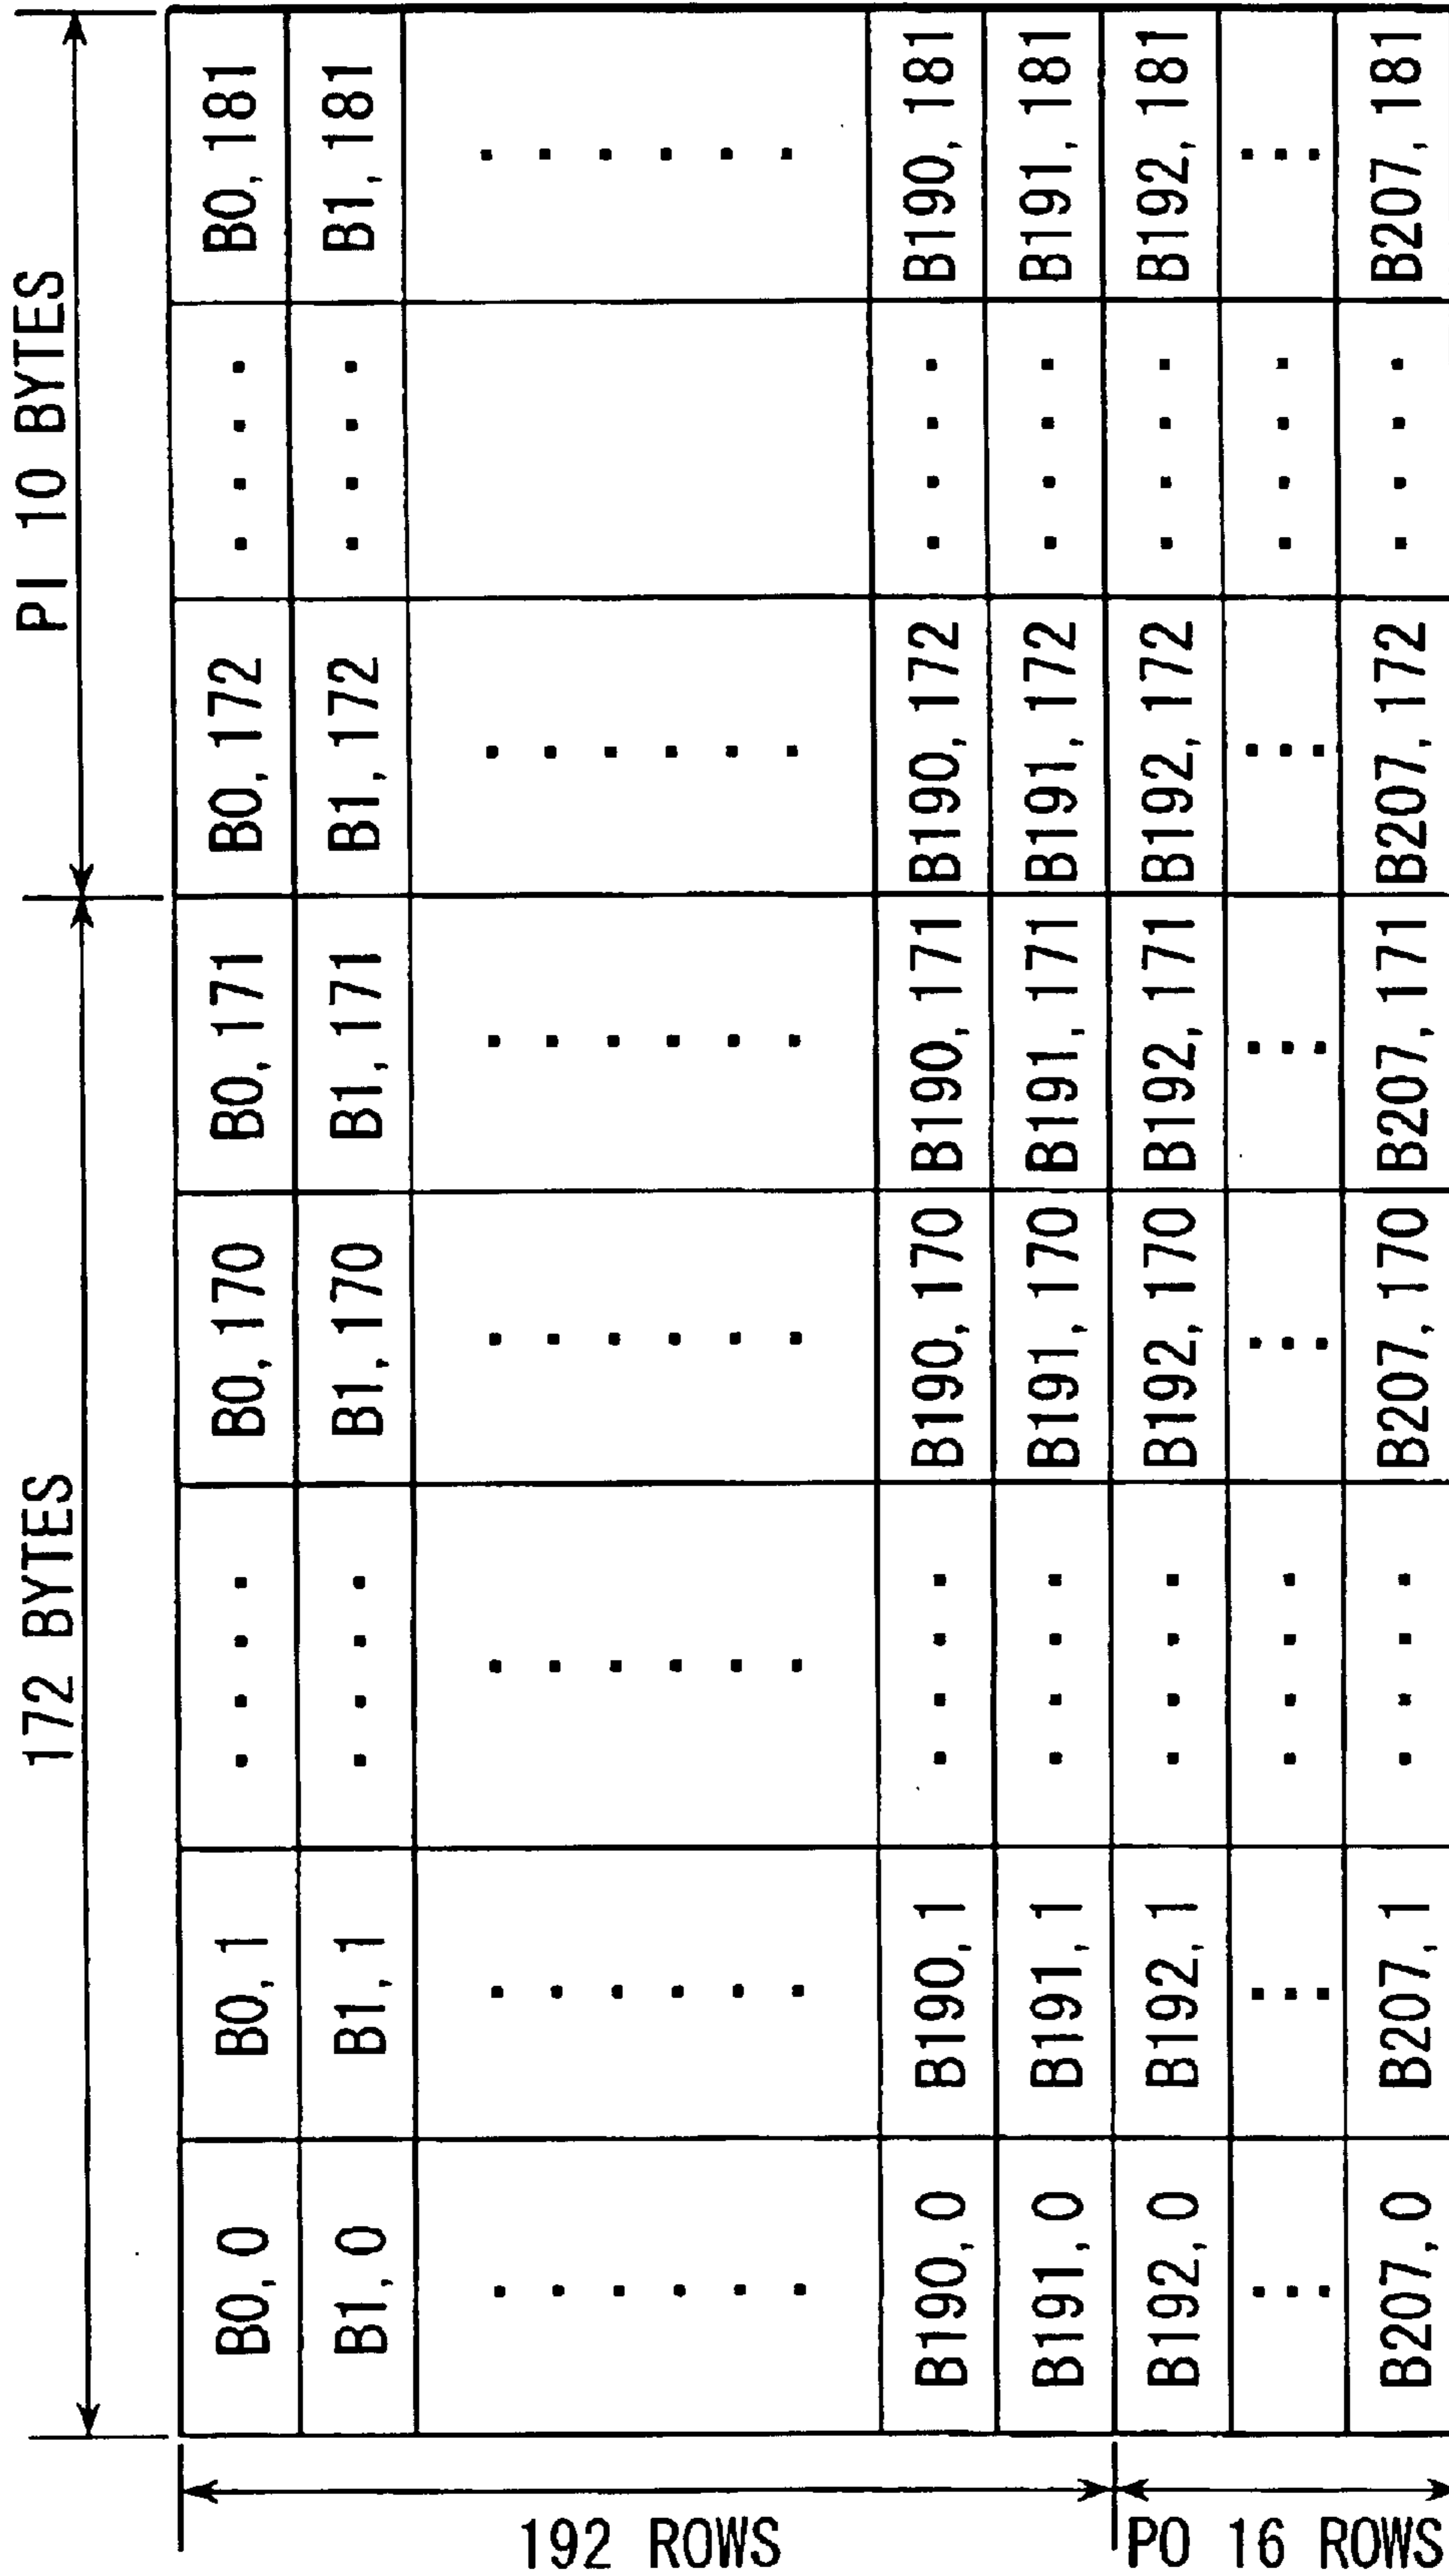 172 BYTES PI 10 BYTES
B0, 0 B0, 1 .... B0, 170 B0, 171 B0, 172 .... B0, 181
B1, 0 B1, 1 .... B1, 170 B1, 171 B1, 172 .... B1, 181
192 ROWS
B190, 0 B190, 1 .... B190, 170 B190, 171 B190, 172 .... B190, 181
B191, 0 B191, 1 .... B191, 170 B191, 171 B191, 172 .... B191, 181
B192, 0 B192, 1 .... B192, 170 B192, 171 B192, 172 .... B192, 181
PO 16 ROWS
B207, 0 B207, 1 .... B207, 170 B207, 171 B207, 172 .... B207, 181